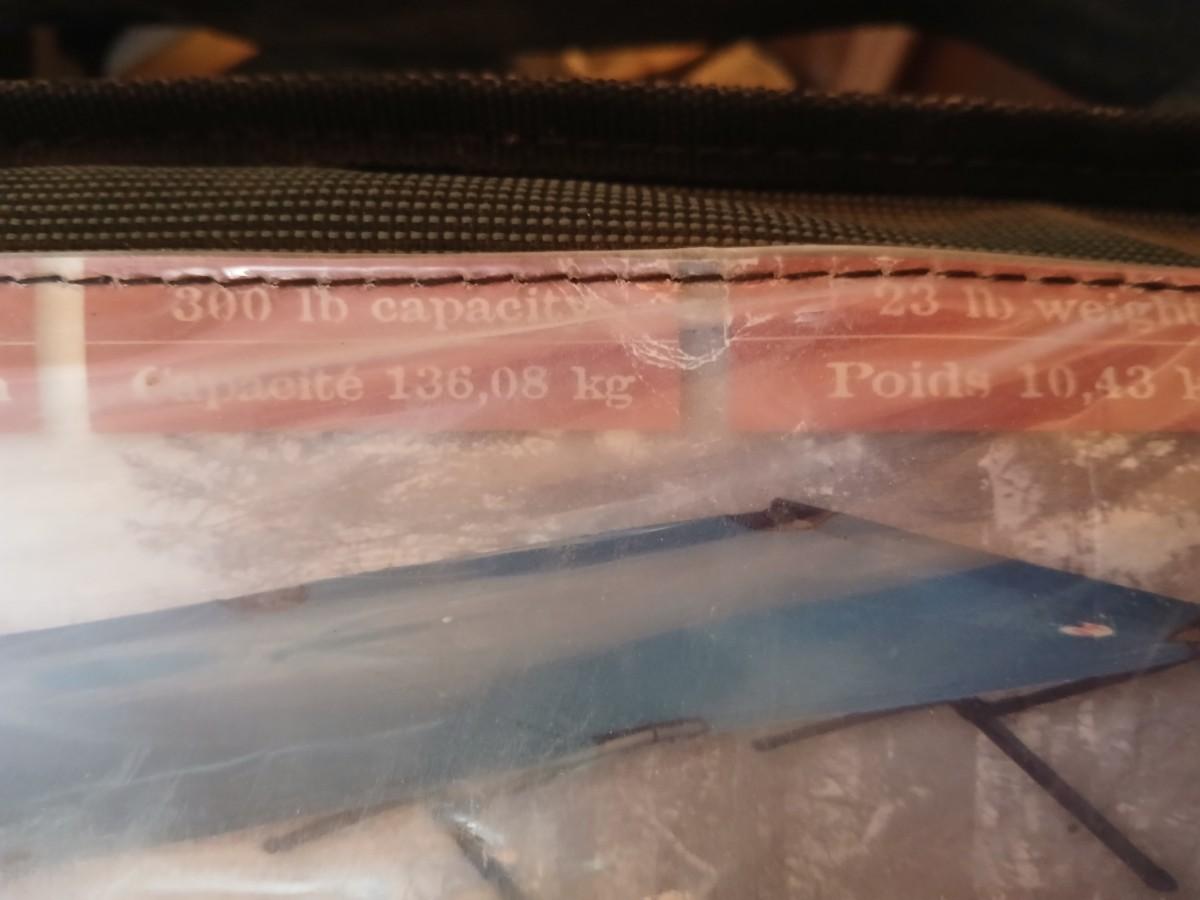 300 lb capacity
23 lb weight
Capacité 136,08 kg
Poids 10,43